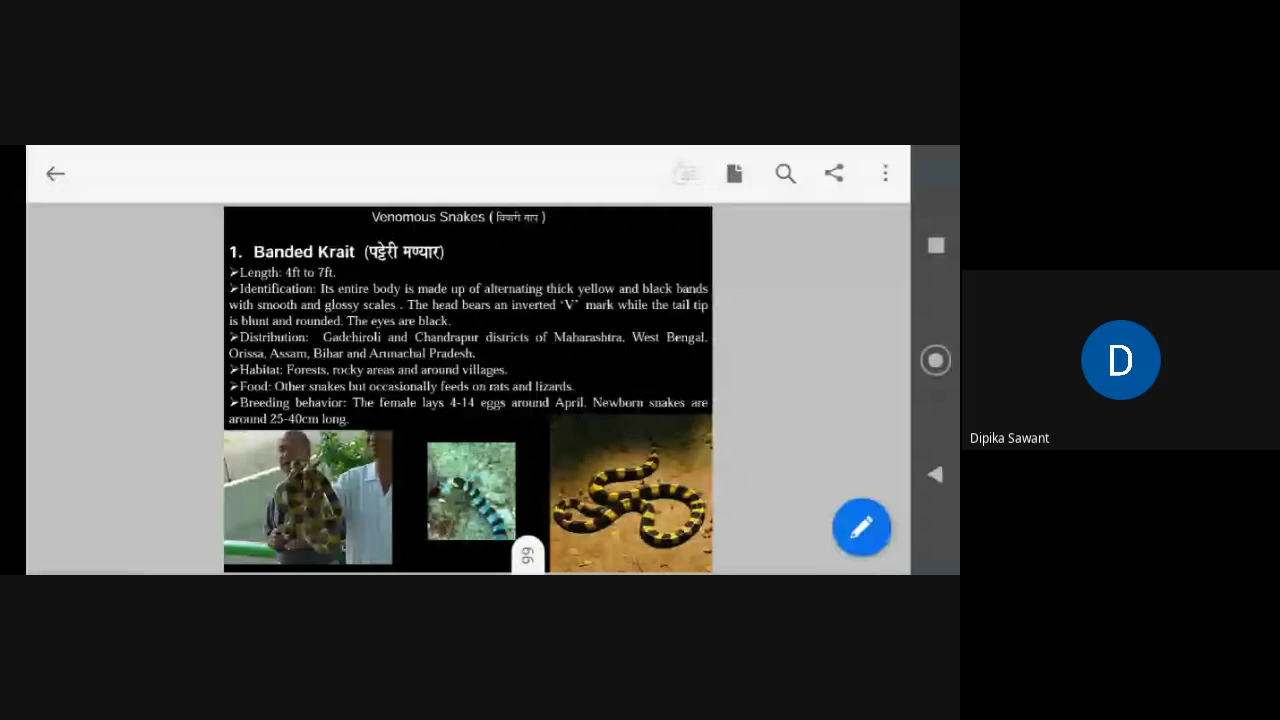 Venomous Snakes ( विषारी साप )
1. Banded Krait (पट्टेरी मण्यार)
➢Length: 4ft to 7ft.
➢Identification: Its entire body is made up of alternating thick yellow and black bands
with smooth and glossy scales . The head bears an inverted ‘V’ mark while the tail tip
is blunt and rounded. The eyes are black.
➢Distribution: Gadchiroli and Chandrapur districts of Maharashtra. West Bengal.
Orissa, Assam, Bihar and Arunachal Pradesh.
➢Habitat: Forests, rocky areas and around villages.
➢Food: Other snakes but occasionally feeds on rats and lizards.
➢Breeding behavior: The female lays 4-14 eggs around April. Newborn snakes are
around 25-40cm long.
66
D
Dipika Sawant